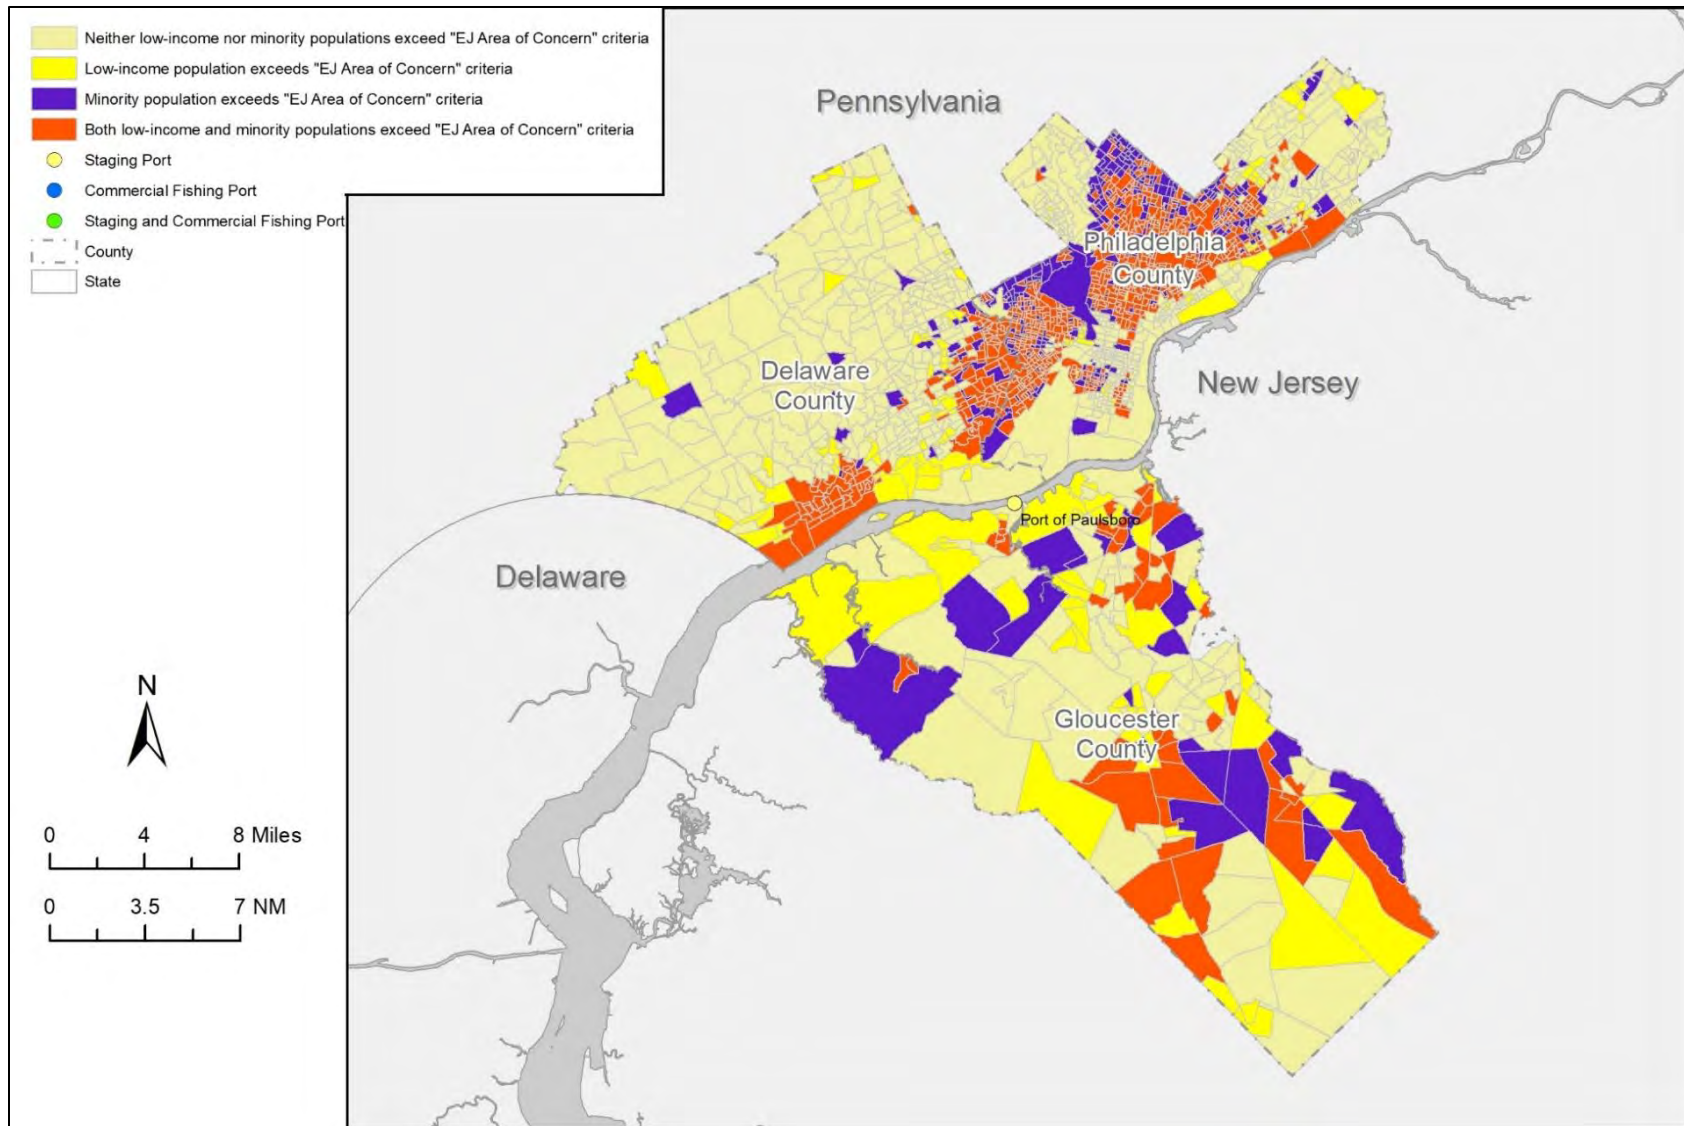 Neither low-income nor minority populations exceed "EJ Area of Concern" criteria
Low-income population exceeds "EJ Area of Concern" criteria
Minority population exceeds "EJ Area of Concern" criteria
Both low-income and minority populations exceed "EJ Area of Concern" criteria
Staging Port
Commercial Fishing Port
Staging and Commercial Fishing Port
County
State
Pennsylvania
Philadelphia
County
New Jersey
Delaware
County
Port of Paulsboro
Delaware
Gloucester
County
N
0 4 8 Miles
0 3.5 7 NM